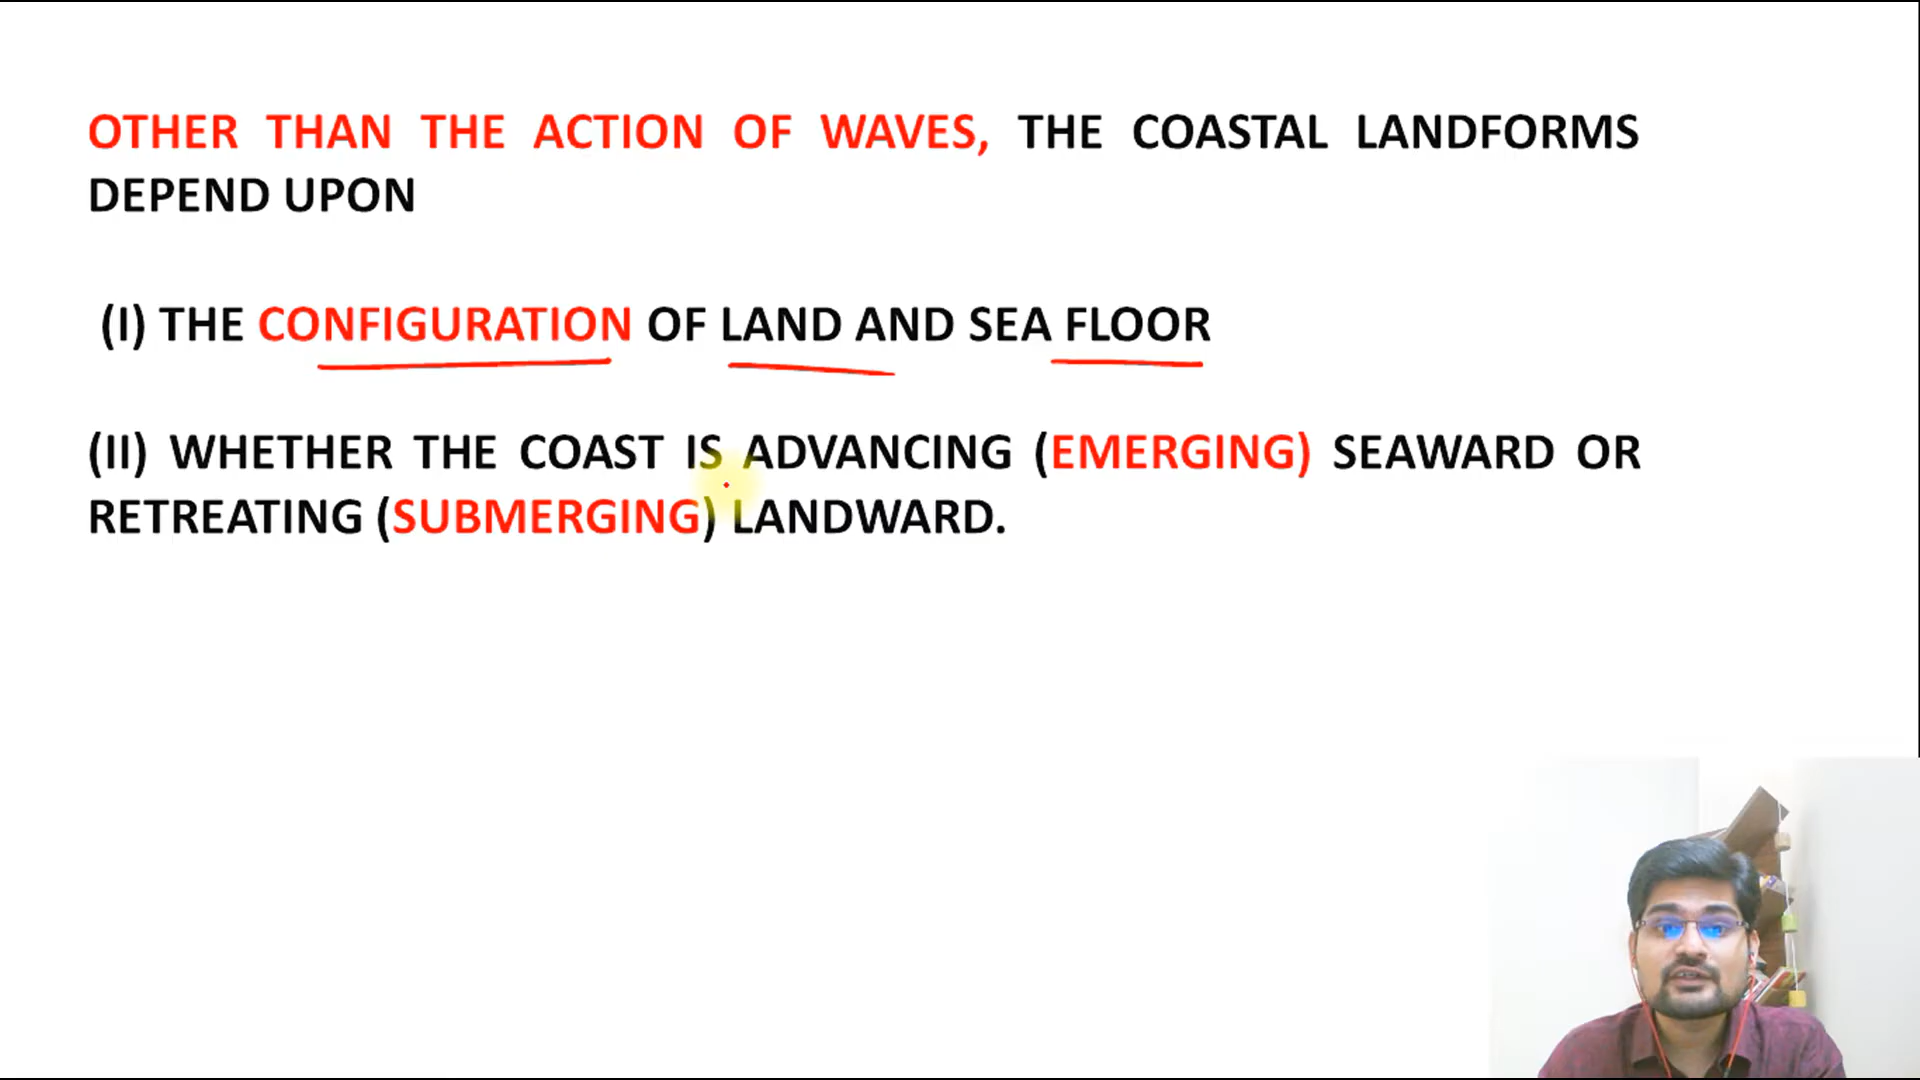 OTHER THAN THE ACTION OF WAVES, THE COASTAL LANDFORMS
DEPEND UPON
(I) THE CONFIGURATION OF LAND AND SEA FLOOR
(II) WHETHER THE COAST IS ADVANCING (EMERGING) SEAWARD OR
RETREATING (SUBMERGING) LANDWARD.